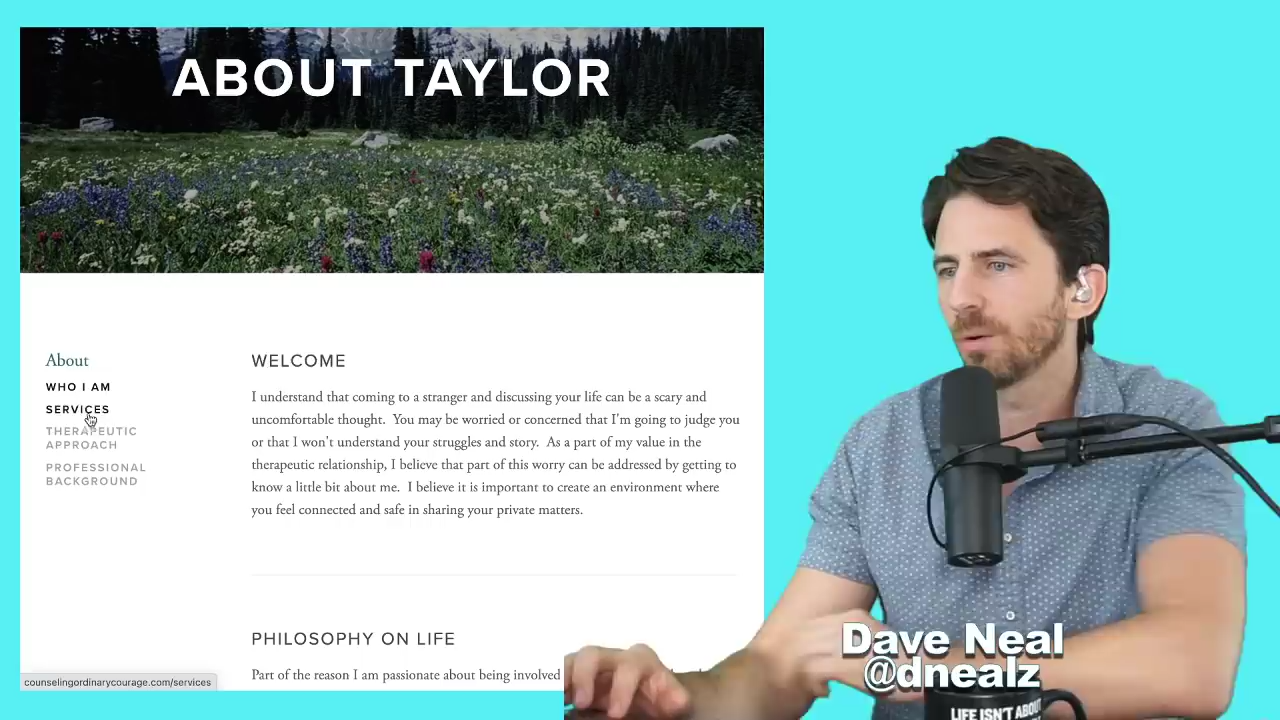 ABOUT TAYLOR
About
WHO I AM
SERVICES
THERAPEUTIC
APPROACH
PROFESSIONAL
BACKGROUND
WELCOME
I understand that coming to a stranger and discussing your life can be a scary and
uncomfortable thought. You may be worried or concerned that I'm going to judge you
or that I won't understand your struggles and story. As a part of my value in the
therapeutic relationship, I believe that part of this worry can be addressed by getting to
know a little bit about me. I believe it is important to create an environment where
you feel connected and safe in sharing your private matters.
PHILOSOPHY ON LIFE
Part of the reason I am passionate about being involved
counselingordinarycourage.com/services
Dave Neal
@dnealz
LIFE ISN'T ABOUT